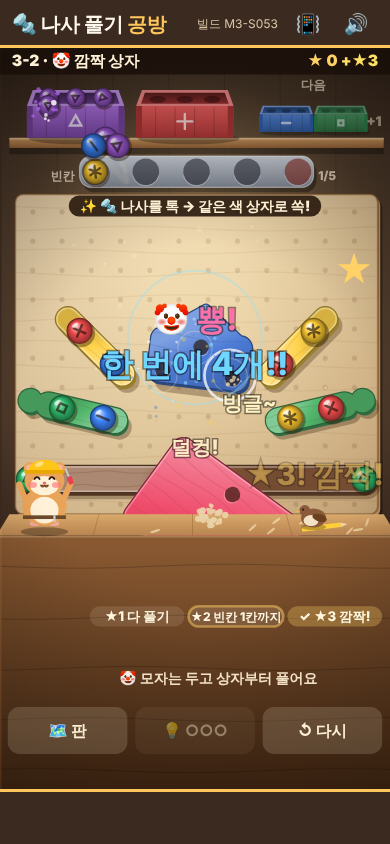 🔩 나사 풀기 공방
빌드 M3-S053
3-2 · 🤡 깜짝 상자
★ 0 +★3
다음
+1
빈칸
1/5
✨ 🔩 나사를 톡 → 같은 색 상자로 쏙!
뿅!
한 번에 4개!!
빙글~
덜컹!
★3! 깜짝!
★1 다 풀기
★2 빈칸 1칸까지
✓ ★3 깜짝!
🤡 모자는 두고 상자부터 풀어요
🗺️ 판
💡 ○○○
↺ 다시